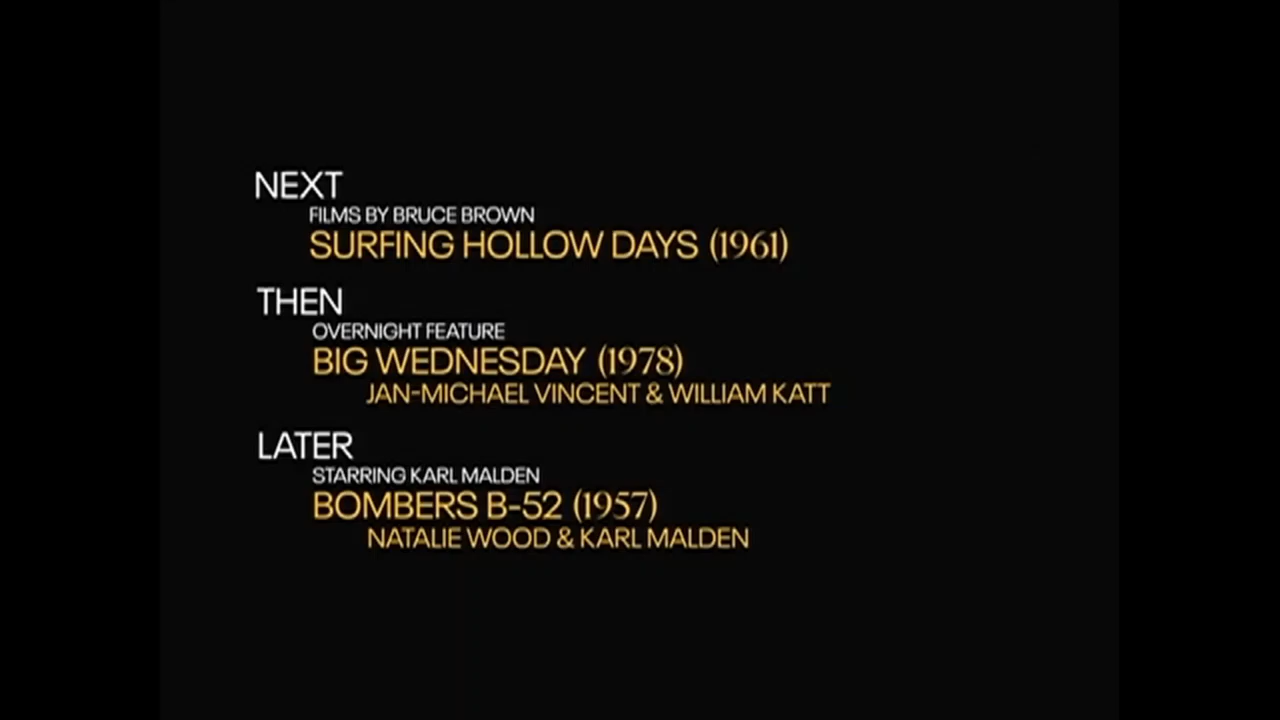 NEXT
FILMS BY BRUCE BROWN
SURFING HOLLOW DAYS (1961)
THEN
OVERNIGHT FEATURE
BIG WEDNESDAY (1978)
JAN-MICHAEL VINCENT & WILLIAM KATT
LATER
STARRING KARL MALDEN
BOMBERS B-52 (1957)
NATALIE WOOD & KARL MALDEN